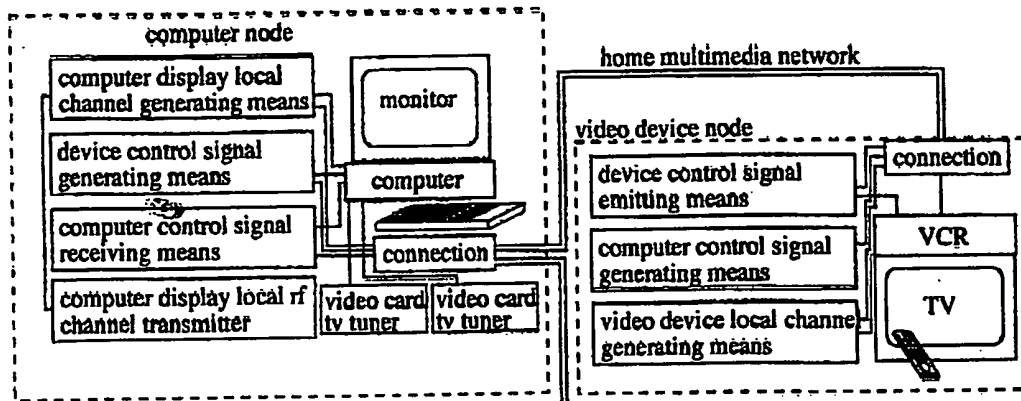 computer node
computer display local
channel generating means
device control signal
generating means
computer control signal
receiving means
computer display local rf
channel transmitter
monitor
computer
connection
video card
tv tuner
video card
tv tuner
home multimedia network
video device node
connection
device control signal
emitting means
computer control signal
generating means
video device local channe
generating means
VCR
TV